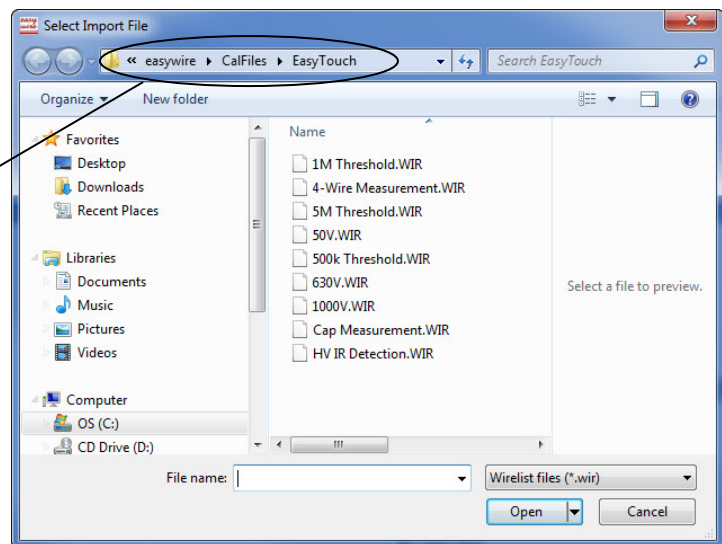 easy wire
Select Import File
« easywire ▸ CalFiles ▸ EasyTouch
Search EasyTouch
Organize
New folder
Favorites
Desktop
Downloads
Recent Places
Libraries
Documents
Music
Pictures
Videos
Computer
OS (C:)
CD Drive (D:)
Name
1M Threshold.WIR
4-Wire Measurement.WIR
5M Threshold.WIR
50V.WIR
500k Threshold.WIR
630V.WIR
1000V.WIR
Cap Measurement.WIR
HV IR Detection.WIR
Select a file to preview.
File name:
Wirelist files (*.wir)
Open
Cancel